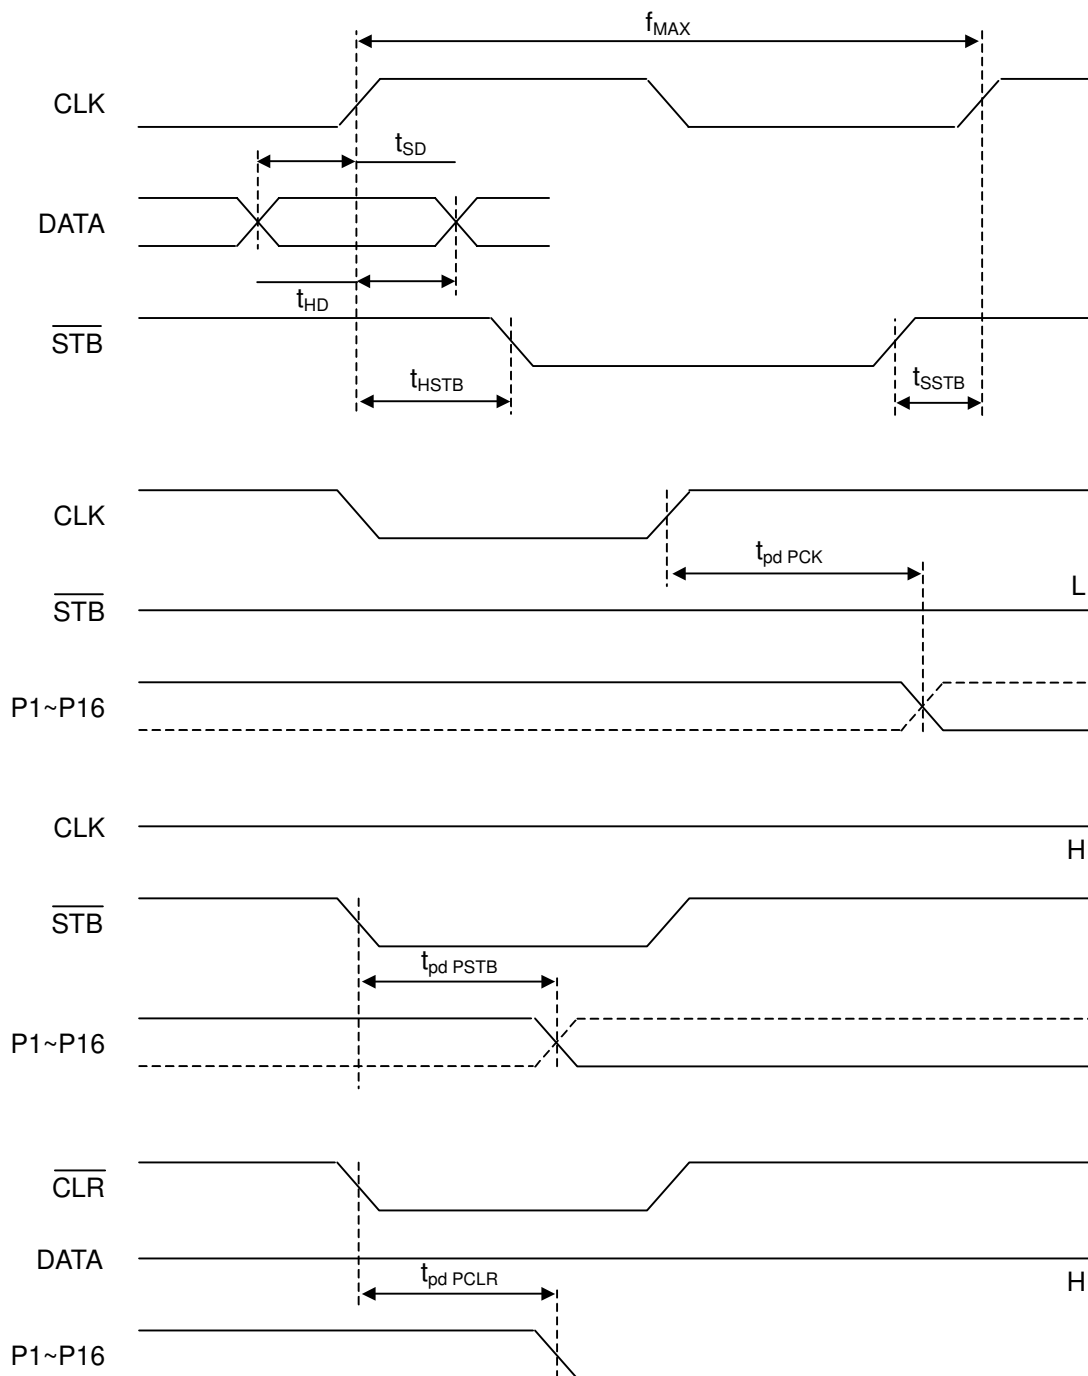 fMAX
CLK
tSD
DATA
tHD
STB
tHSTB
tSSTB
CLK
tpd PCK
L
STB
P1~P16
CLK
H
STB
tpd PSTB
P1~P16
CLR
DATA
H
tpd PCLR
P1~P16